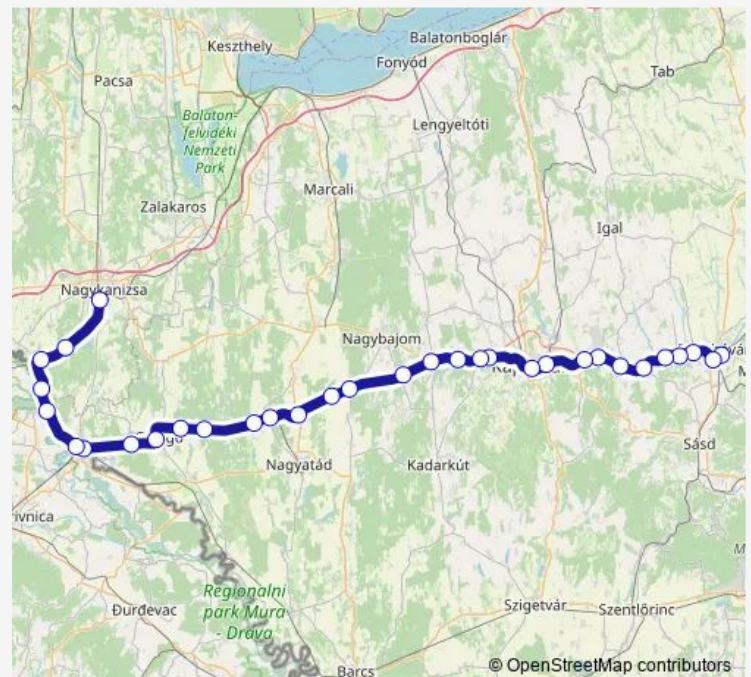 Keszthely
Balatonboglár
Fonyód
Tab
Pacsa
Balaton-
felvidéki
Nemzeti
Park
Lengyeltóti
Marcali
Zalakaros
Igal
Nagykanizsa
Nagybajom
Sásd
Nagyatád
Kadarkút
ivnica
Regionalni
park Mura
- Drava
Đurđevac
Szigetvár
Szentlőrinc
Barcs
© OpenStreetMap contributors